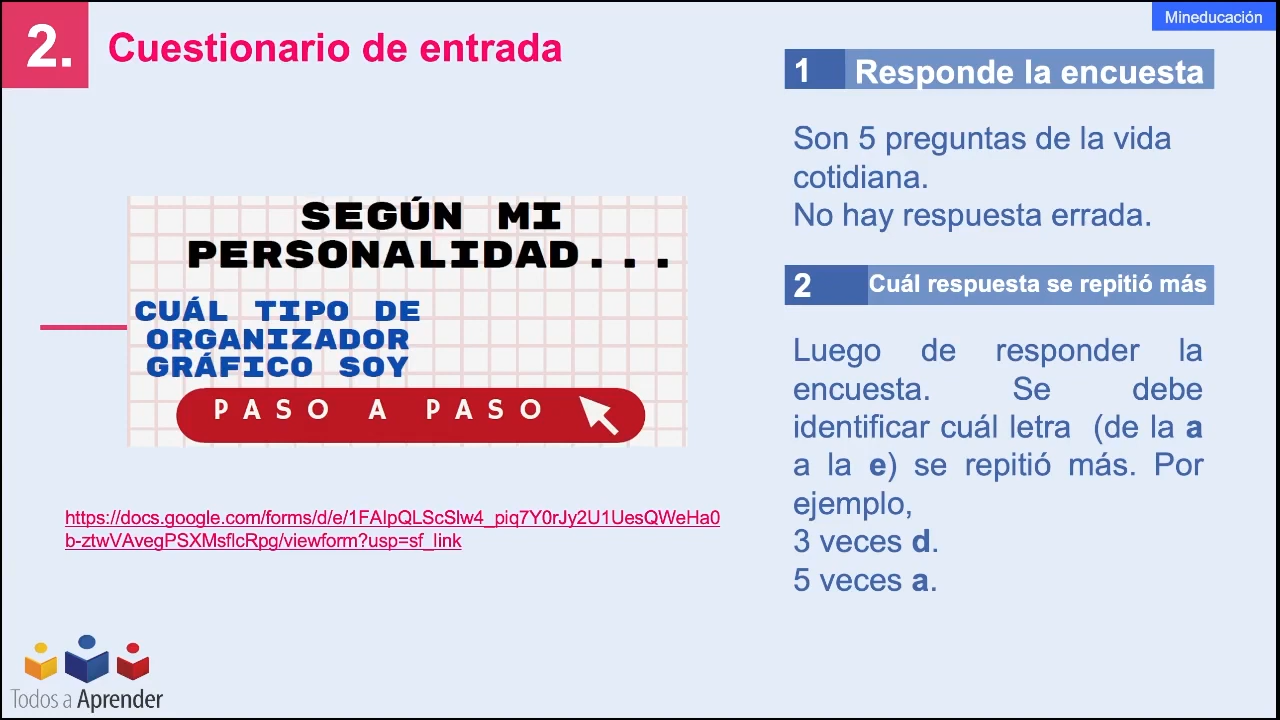 2. Cuestionario de entrada
Mineducación
SEGÚN MI
PERSONALIDAD...
CUÁL TIPO DE
ORGANIZADOR
GRÁFICO SOY
PASO A PASO
https://docs.google.com/forms/d/e/1FAIpQLScSlw4_piq7Y0rJy2U1UesQWeHa0
b-ztwVAvegPSXMsflcRpg/viewform?usp=sf_link
1 Responde la encuesta
Son 5 preguntas de la vida
cotidiana.
No hay respuesta errada.
2 Cuál respuesta se repitió más
Luego de responder la
encuesta. Se debe
identificar cuál letra (de la a
a la e) se repitió más. Por
ejemplo,
3 veces d.
5 veces a.
Todos a Aprender